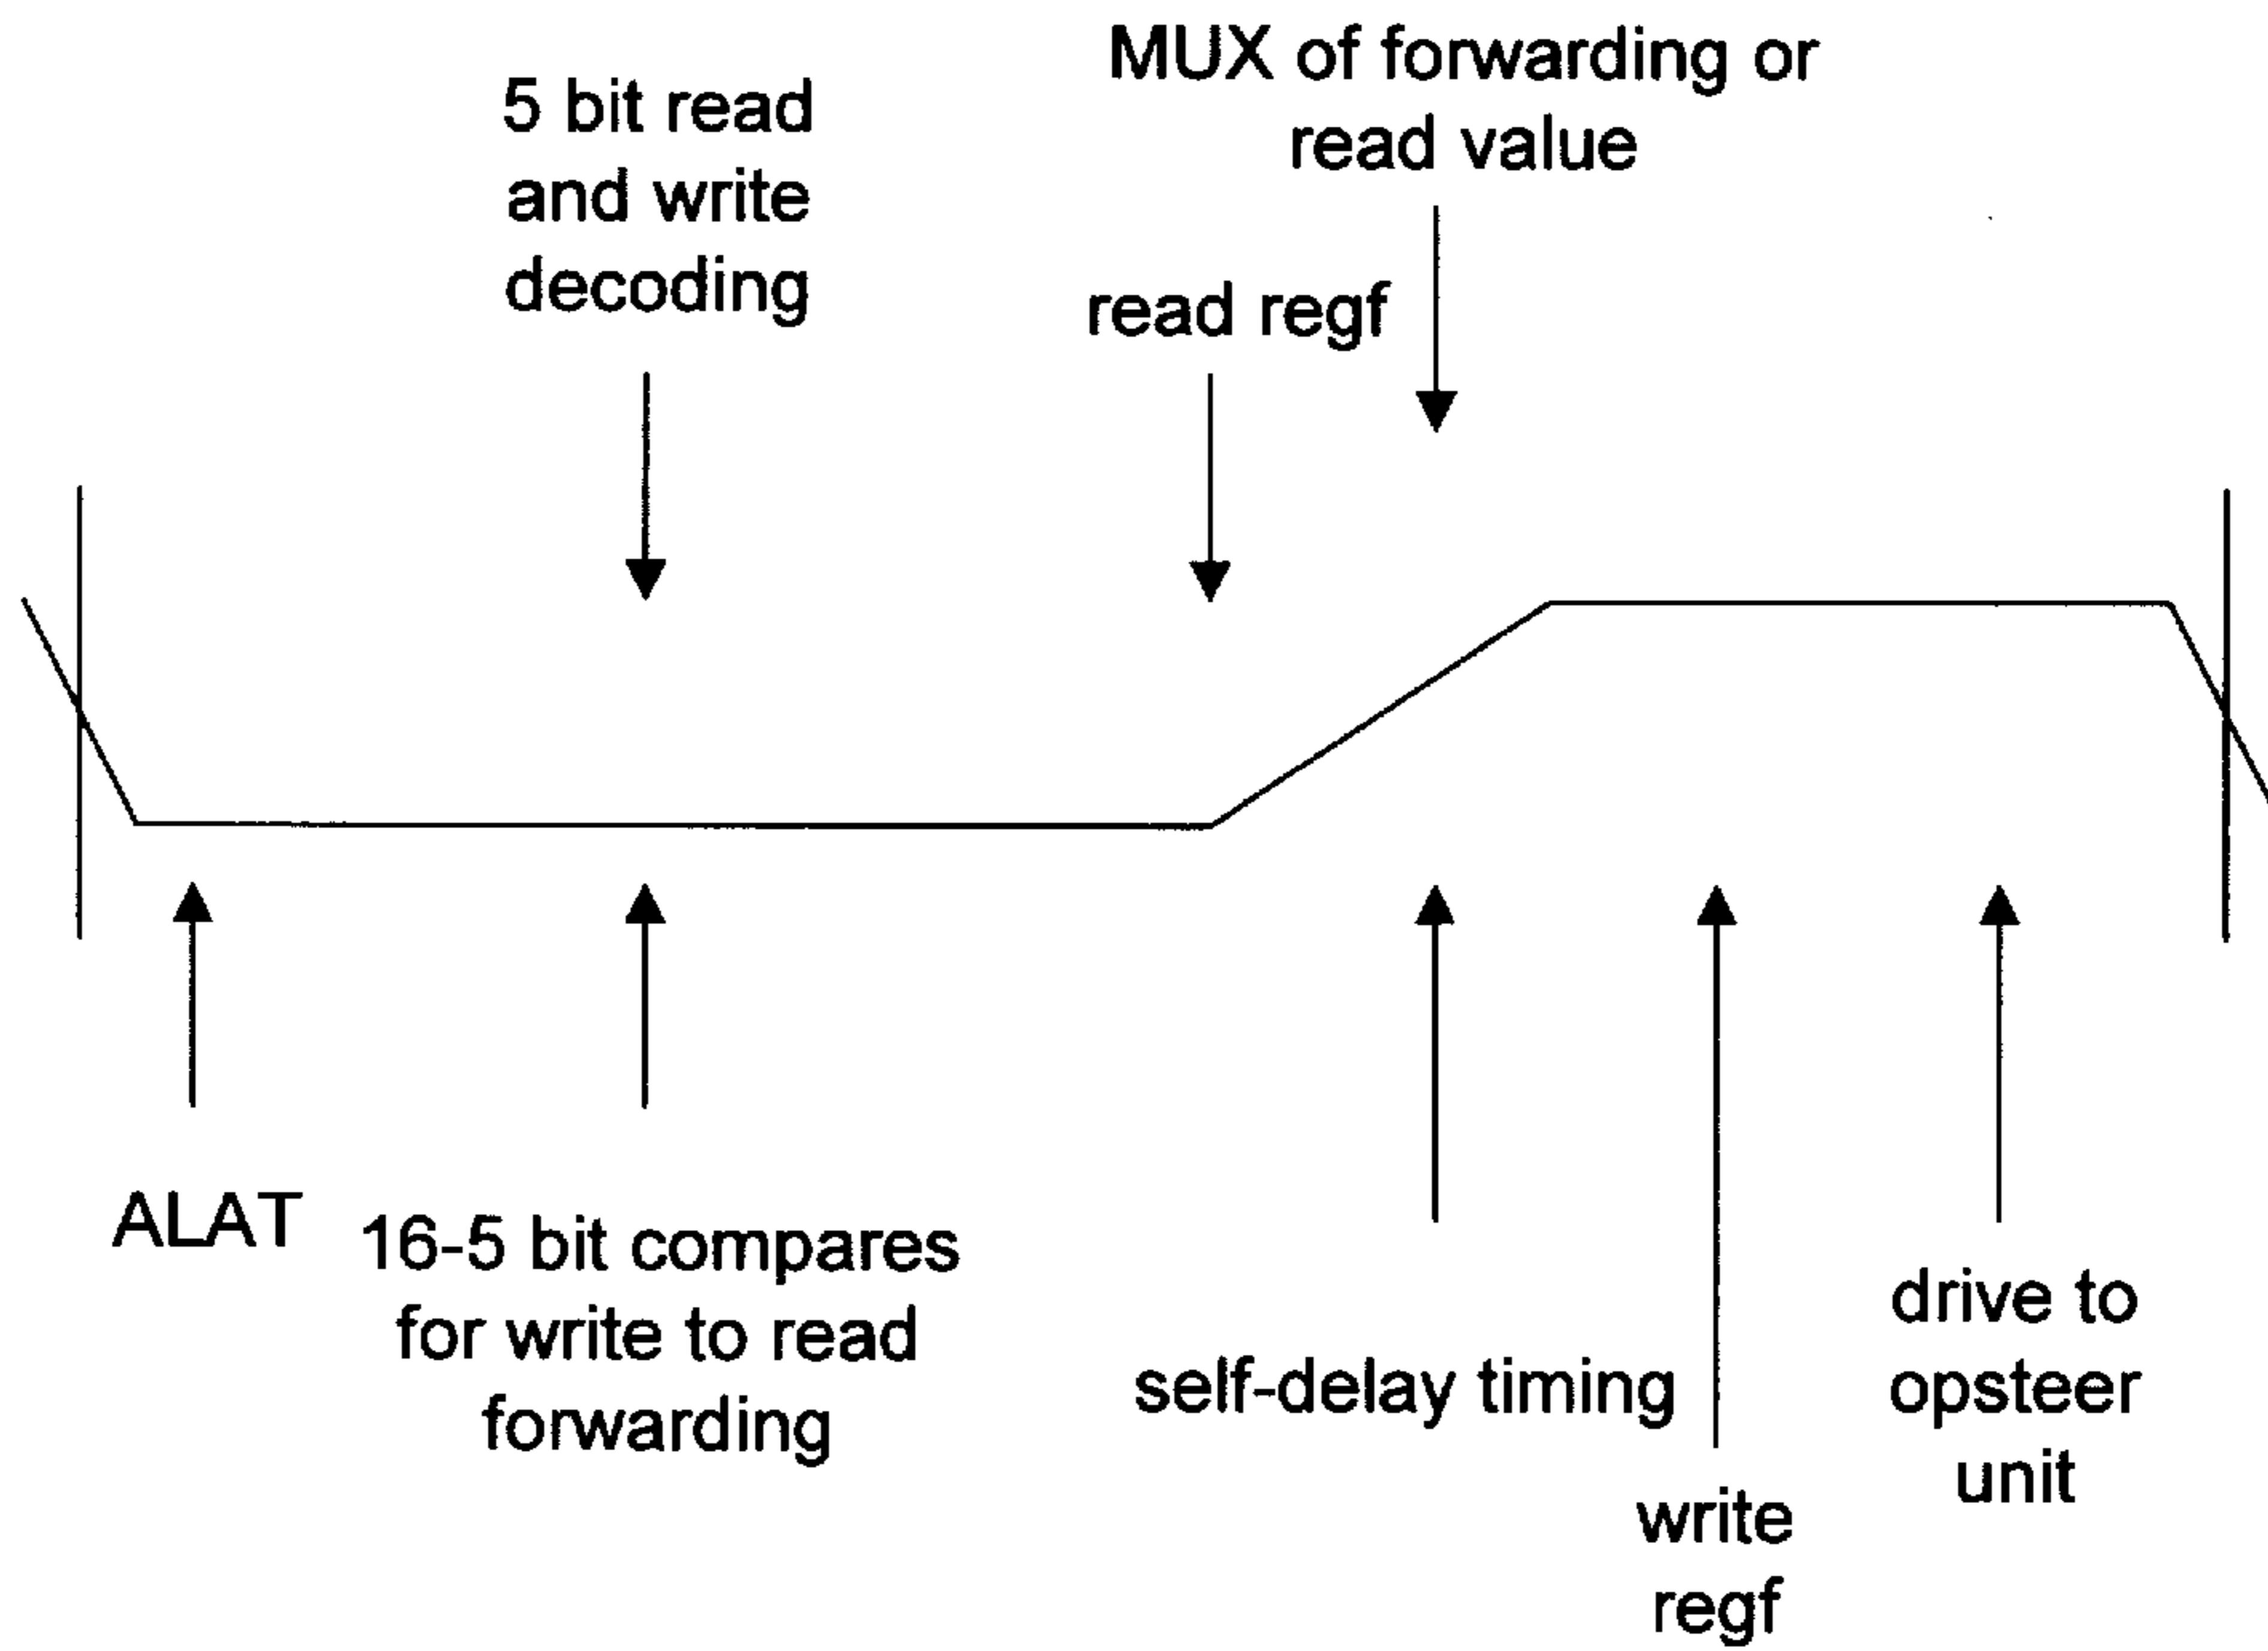 MUX of forwarding or
read value
5 bit read
and write
decoding
read regf
ALAT
16-5 bit compares
for write to read
forwarding
self-delay timing
write
regf
drive to
opsteer
unit